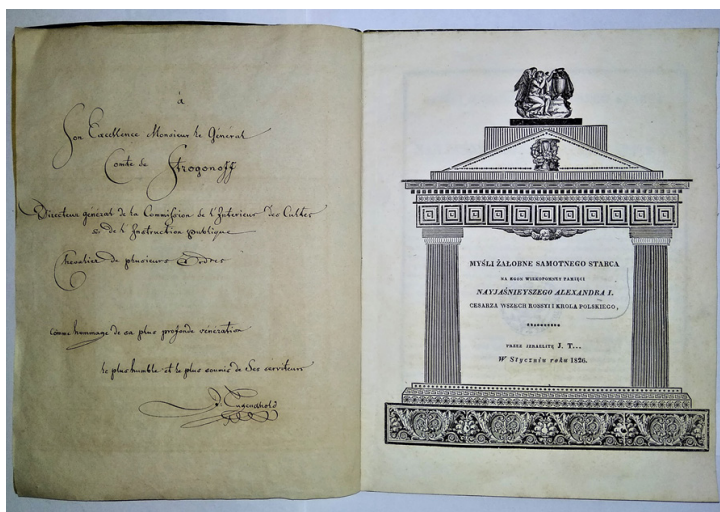 à
Son Excellence Monsieur le Général
Comte de Strogonoff
Directeur général de la Commission de l'Interieur des Cultes
& de l'Instruction publique
Chevalier de plusieurs Ordres
comme hommage de sa plus profonde vénération
le plus humble et le plus soumis de Ses serviteurs
J. Tugendhold
MYŚLI ŻAŁOBNE SAMOTNEGO STARCA
NA ZGON WIEKOPOMNEY PAMIĘCI
NAYJAŚNIEYSZEGO ALEXANDRA I.
CESARZA WSZECH ROSSYI I KROLA POLSKIEGO,
PRZEZ IZRAELITĘ J. T...
W Styczniu roku 1826.